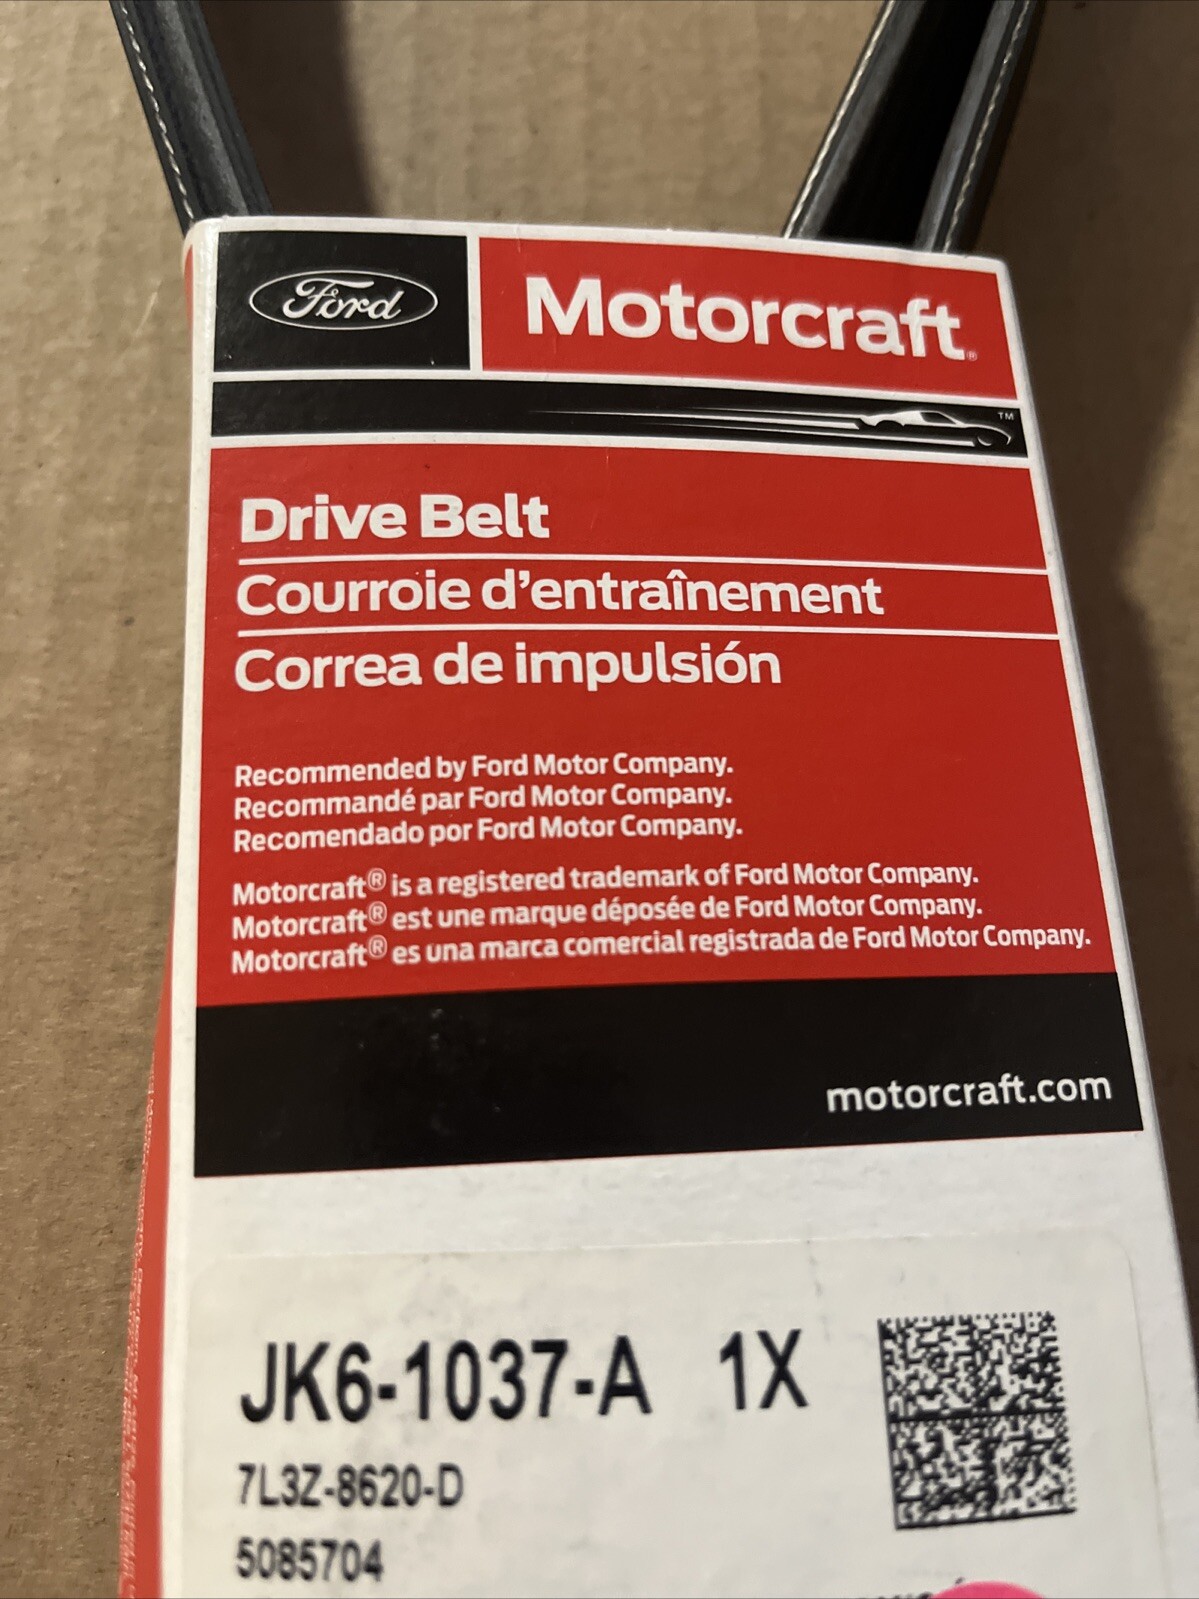 Ford
Motorcraft®
TM
Drive Belt
Courroie d'entraînement
Correa de impulsión
Recommended by Ford Motor Company.
Recommandé par Ford Motor Company.
Recomendado por Ford Motor Company.
Motorcraft® is a registered trademark of Ford Motor Company.
Motorcraft® est une marque déposée de Ford Motor Company.
Motorcraft® es una marca comercial registrada de Ford Motor Company.
motorcraft.com
JK6-1037-A 1X
7L3Z-8620-D
5085704